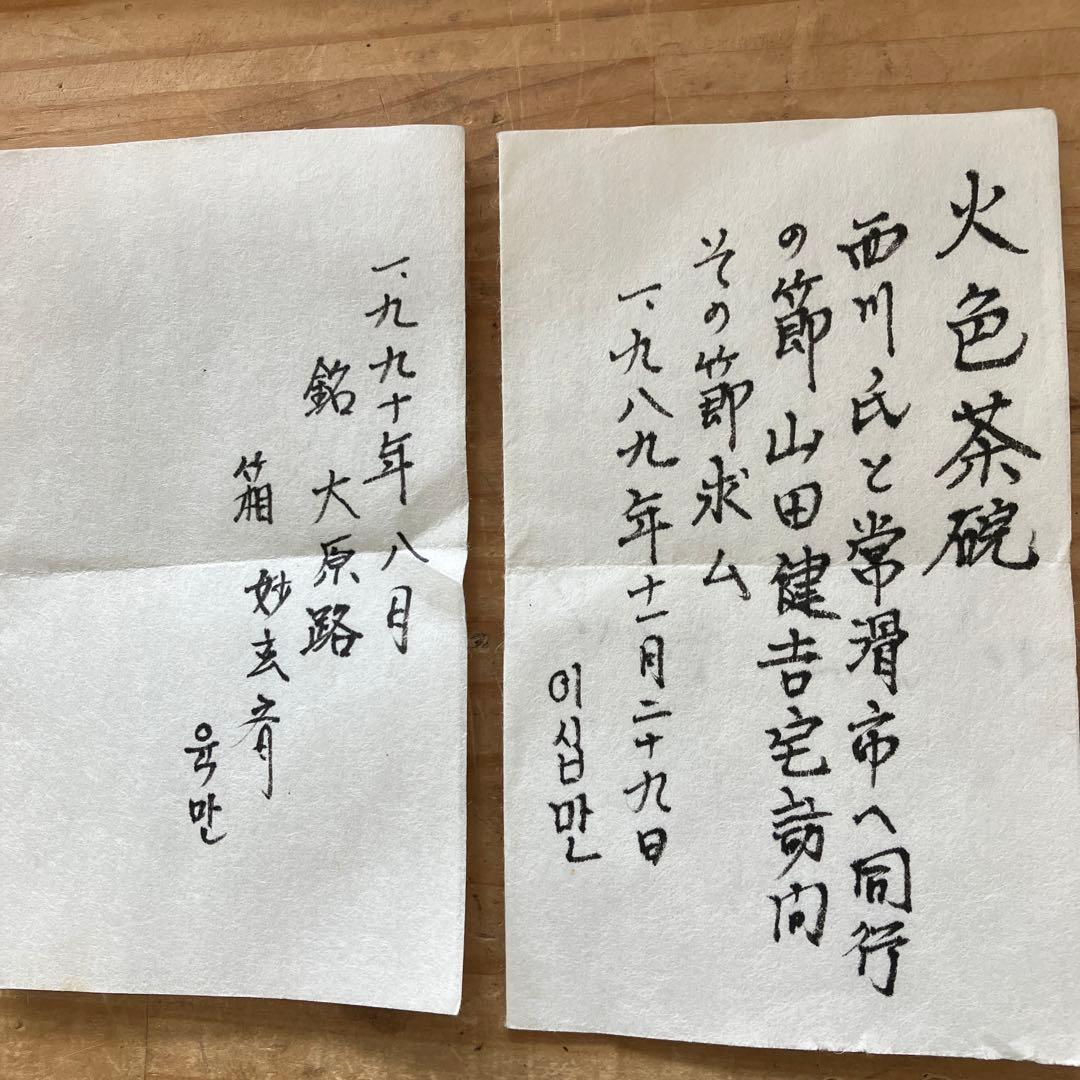 火色茶碗
西川氏と常滑市へ同行
の節山田健吉宅訪問
その節求ム
一、九八九年十一月二十九日
이십만
一、九九十年八月
銘 大原路
箱 妙玄斎
육만